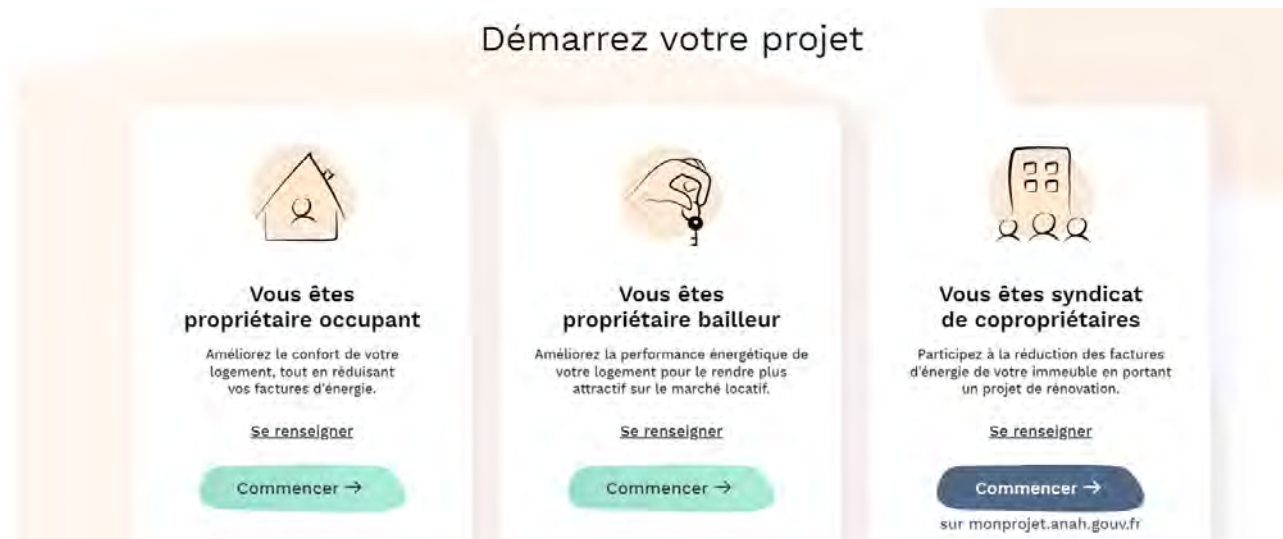 Démarrez votre projet
Vous êtes
propriétaire occupant
Améliorez le confort de votre
logement, tout en réduisant
vos factures d'énergie.
Se renseigner
Commencer →
Vous êtes
propriétaire bailleur
Améliorez la performance énergétique de
votre logement pour le rendre plus
attractif sur le marché locatif.
Se renseigner
Commencer →
Vous êtes syndicat
de copropriétaires
Participez à la réduction des factures
d'énergie de votre immeuble en portant
un projet de rénovation.
Se renseigner
Commencer →
sur monprojet.anah.gouv.fr